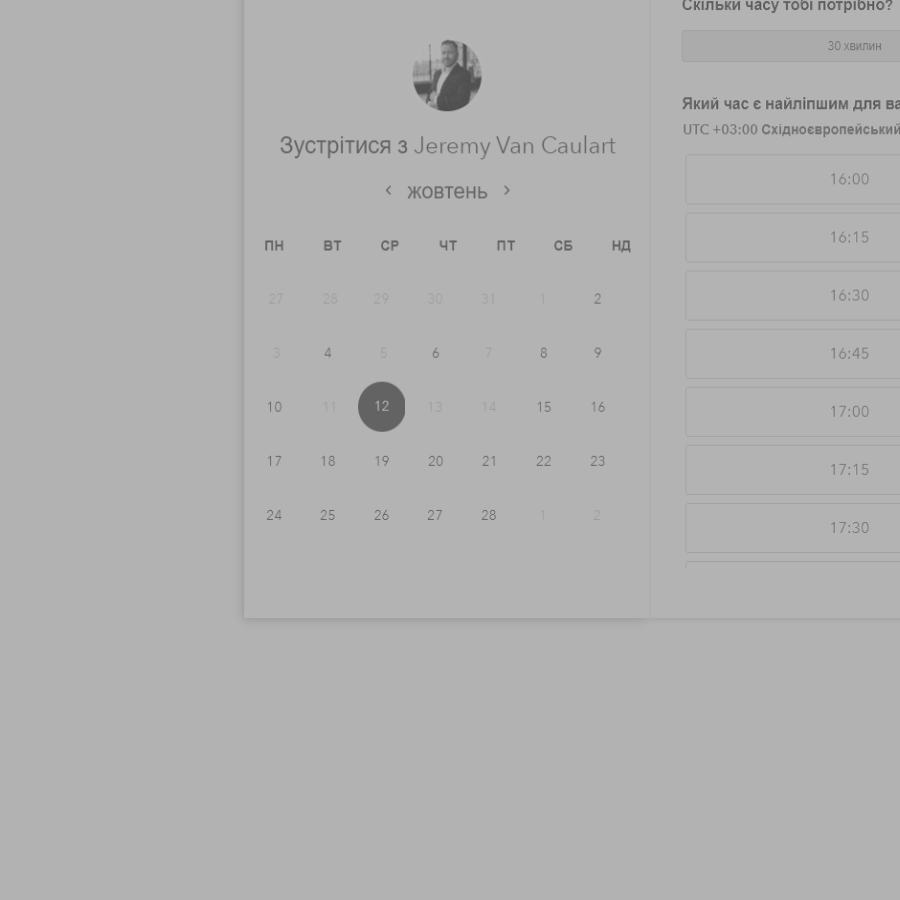 Зустрітися з Jeremy Van Caulart
‹ жовтень ›
ПН ВТ СР ЧТ ПТ СБ НД
27 28 29 30 31 1 2
3 4 5 6 7 8 9
10 11 12 13 14 15 16
17 18 19 20 21 22 23
24 25 26 27 28 1 2
Скільки часу тобі потрібно?
30 хвилин
Який час є найліпшим для
UTC +03:00 Східноєвропейський
16:00
16:15
16:30
16:45
17:00
17:15
17:30